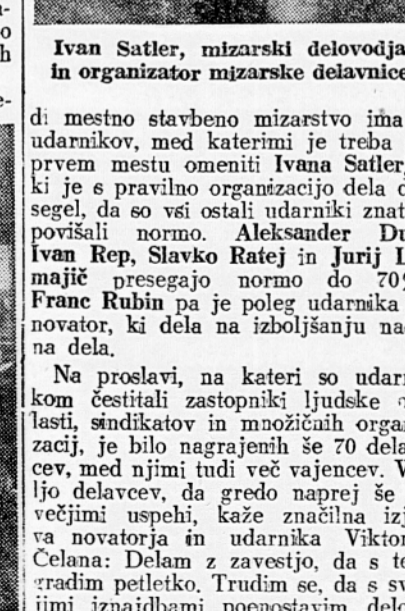 Ivan Satler, mizarski delovodja
in organizator mizarske delavnice
di mestno stavbeno mizarstvo ima
udarnikov, med katerimi je treba
prvem mestu omeniti Ivana Satler,
ki je s pravilno organizacijo dela d
segel, da so vsi ostali udarniki znat
povišali normo. Aleksander Du
Ivan Rep, Slavko Ratej in Jurij L
majič presegajo normo do 70%
Franc Rubin pa je poleg udarnika
novator, ki dela na izboljšanju na
na dela.
Na proslavi, na kateri so udar
kom čestitali zastopniki ljudske
lasti, sindikatov in množičnih orga
zacij, je bilo nagrajenih še 70 dela
cev, med njimi tudi več vajencev. V
ljo delavcev, da gredo naprej še
večjimi uspehi, kaže značilna izj
va novatorja in udarnika Viktor
Čelana: Delam z zavestjo, da s te
gradim petletko. Trudim se, da s sv
jimi iznajdbami poenostavim delo